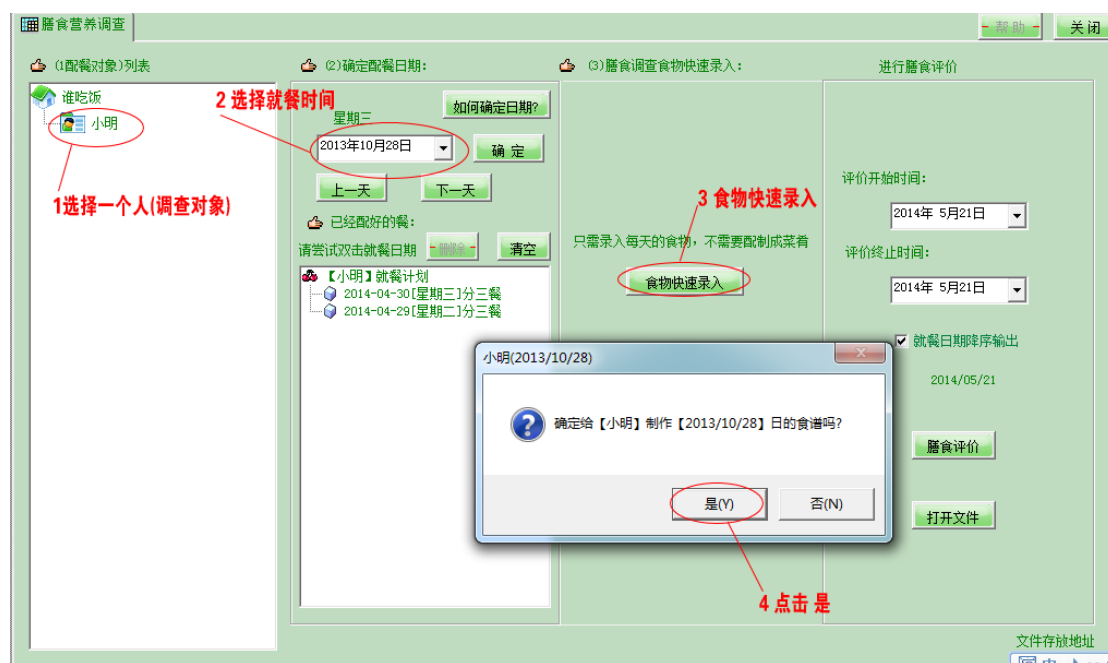 膳食营养调查
- 帮助 -
关闭
(1配餐对象)列表
(2)确定配餐日期:
(3)膳食调查食物快速录入:
进行膳食评价
谁吃饭
小明
1选择一个人(调查对象)
2 选择就餐时间
星期三
如何确定日期?
2013年10月28日
确 定
上一天
下一天
已经配好的餐:
请尝试双击就餐日期
- 删除 -
清空
【小明】就餐计划
2014-04-30[星期三]分三餐
2014-04-29[星期二]分三餐
3 食物快速录入
只需录入每天的食物,不需要配制成菜肴
食物快速录入
评价开始时间:
2014年 5月21日
评价终止时间:
2014年 5月21日
就餐日期降序输出
2014/05/21
膳食评价
打开文件
小明(2013/10/28)
确定给【小明】制作【2013/10/28】日的食谱吗?
是(Y)
否(N)
4 点击 是
文件存放地址